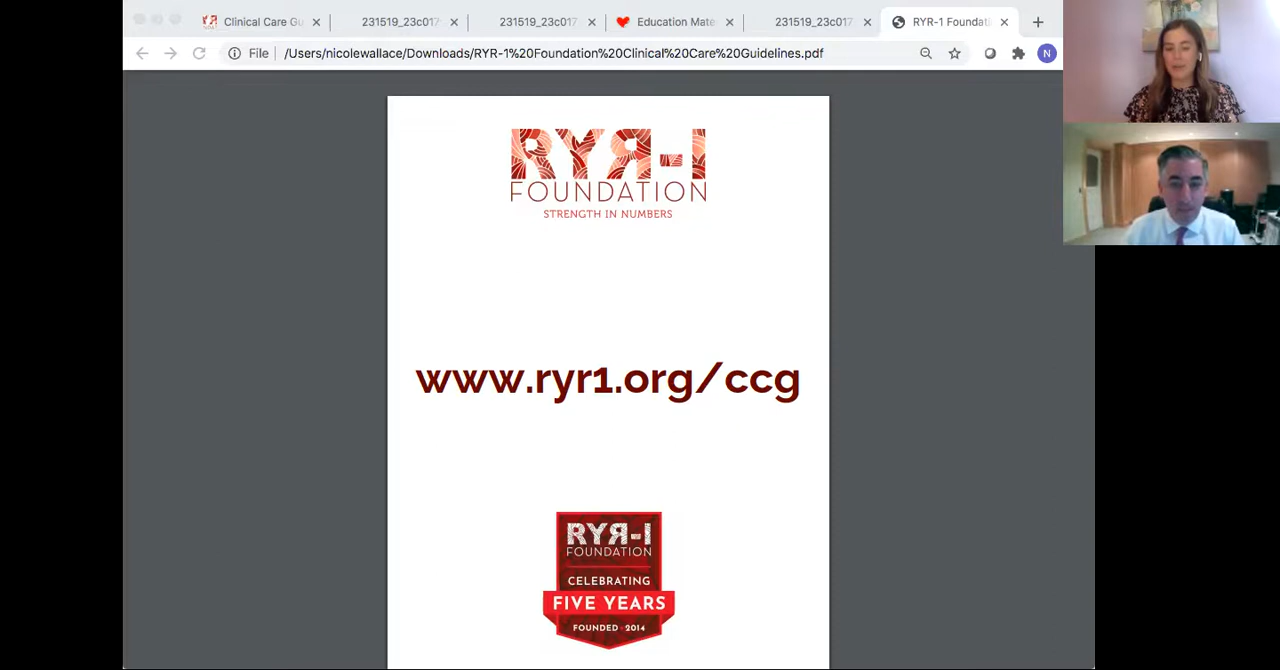 Clinical Care Gu
231519_23c017
231519_23c017
Education Mate
231519_23c017
RYR-1 Foundati
File
/Users/nicolewallace/Downloads/RYR-1%20Foundation%20Clinical%20Care%20Guidelines.pdf
N
RYR-1
FOUNDATION
STRENGTH IN NUMBERS
www.ryr1.org/ccg
RYR-1
FOUNDATION
CELEBRATING
FIVE YEARS
FOUNDED • 2014